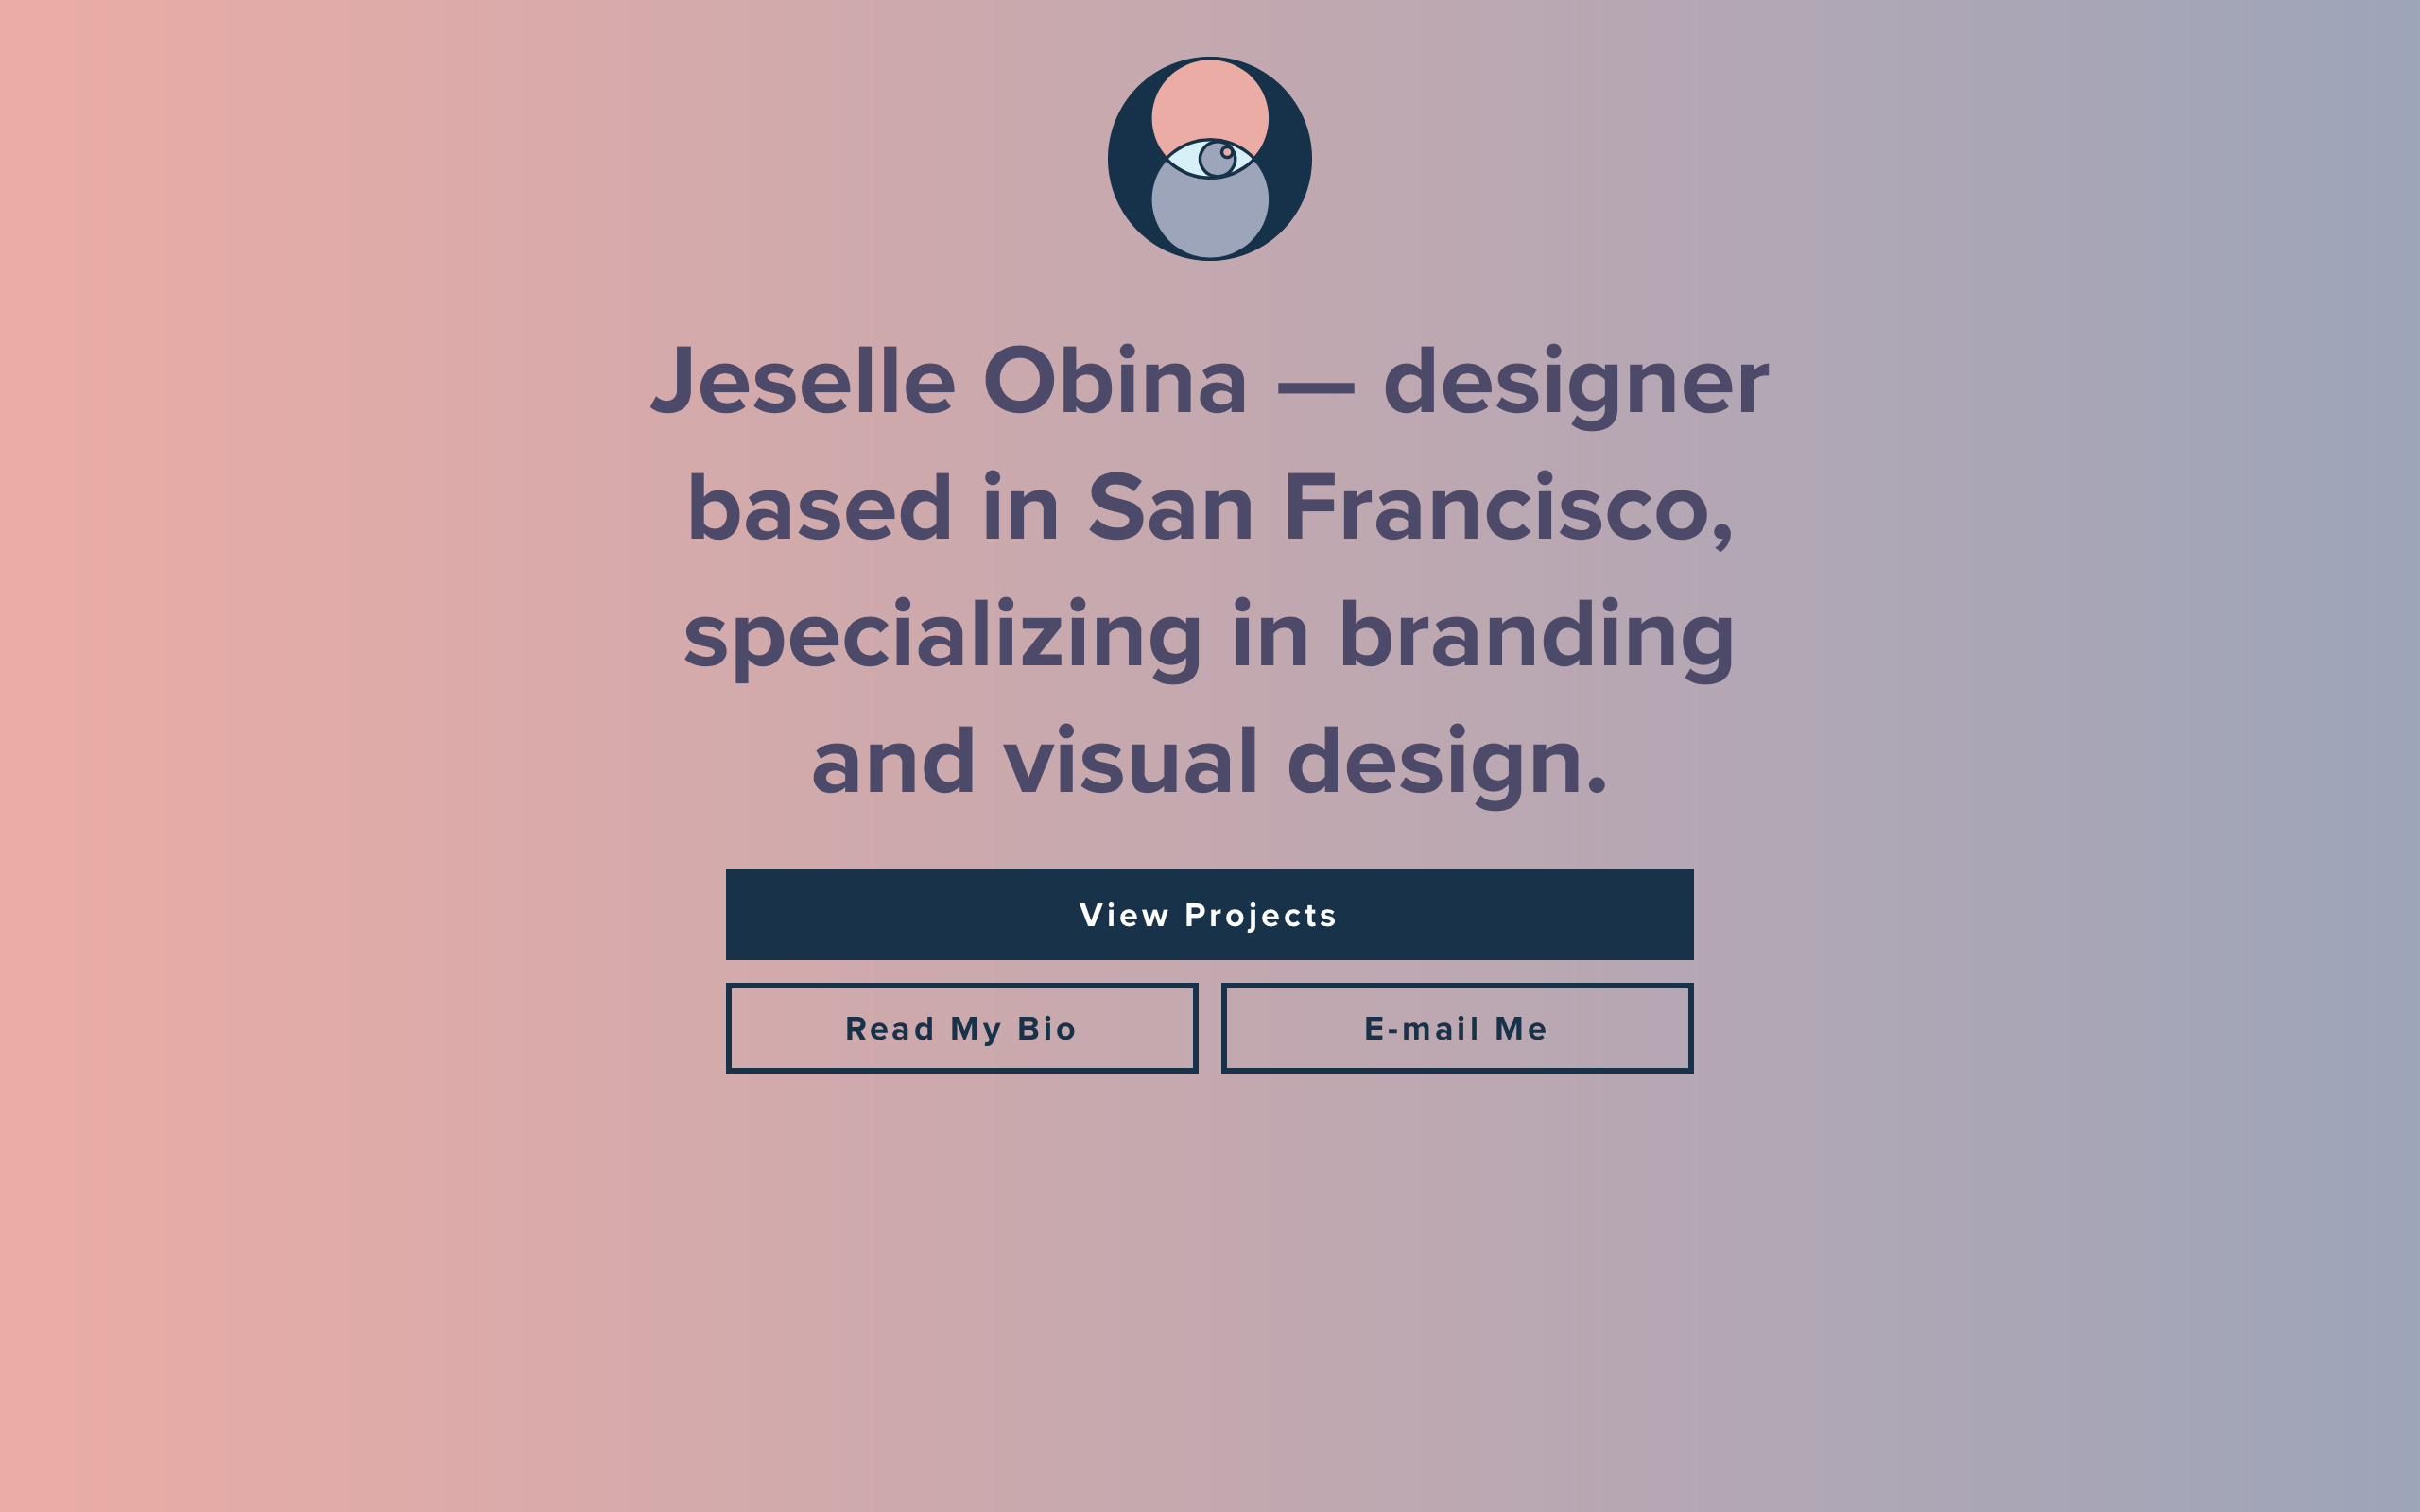 Jeselle Obina — designer
based in San Francisco,
specializing in branding
and visual design.
View Projects
Read My Bio
E-mail Me